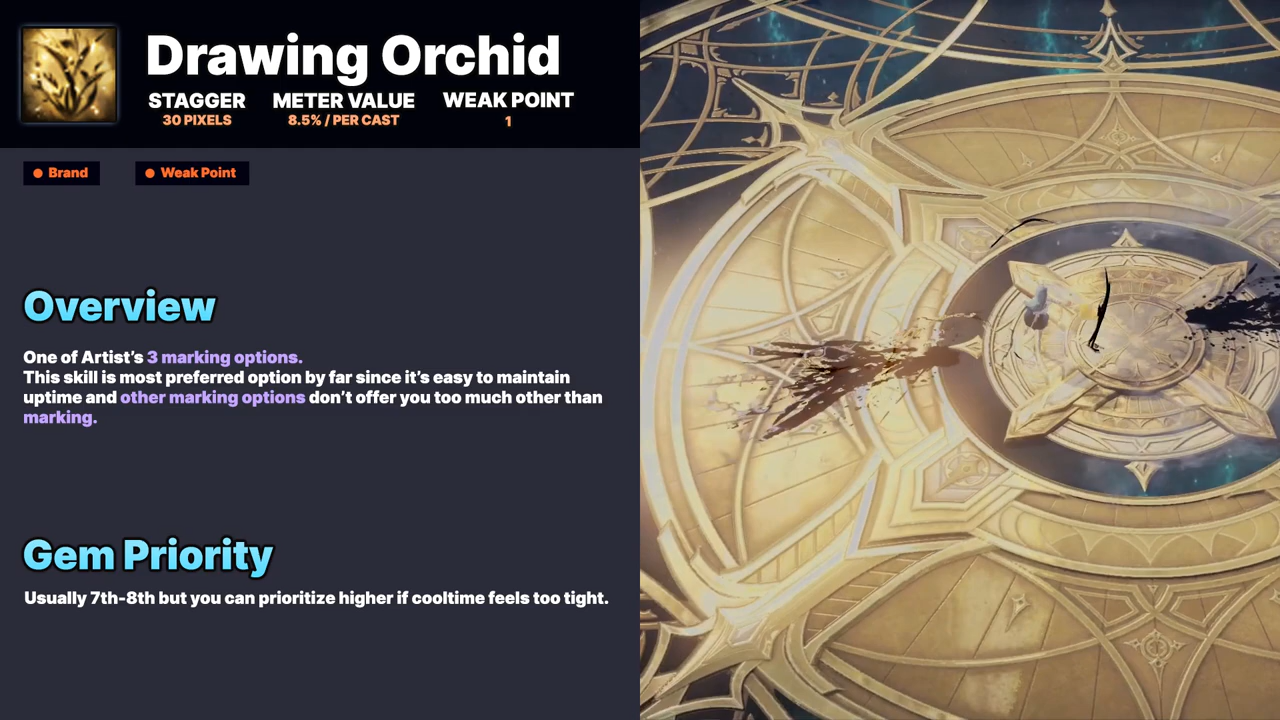 Drawing Orchid
STAGGER METER VALUE WEAK POINT
30 PIXELS 8.5% / PER CAST 1
Brand Weak Point
Overview
One of Artist’s 3 marking options.
This skill is most preferred option by far since it’s easy to maintain
uptime and other marking options don’t offer you too much other than
marking.
Gem Priority
Usually 7th-8th but you can prioritize higher if cooltime feels too tight.